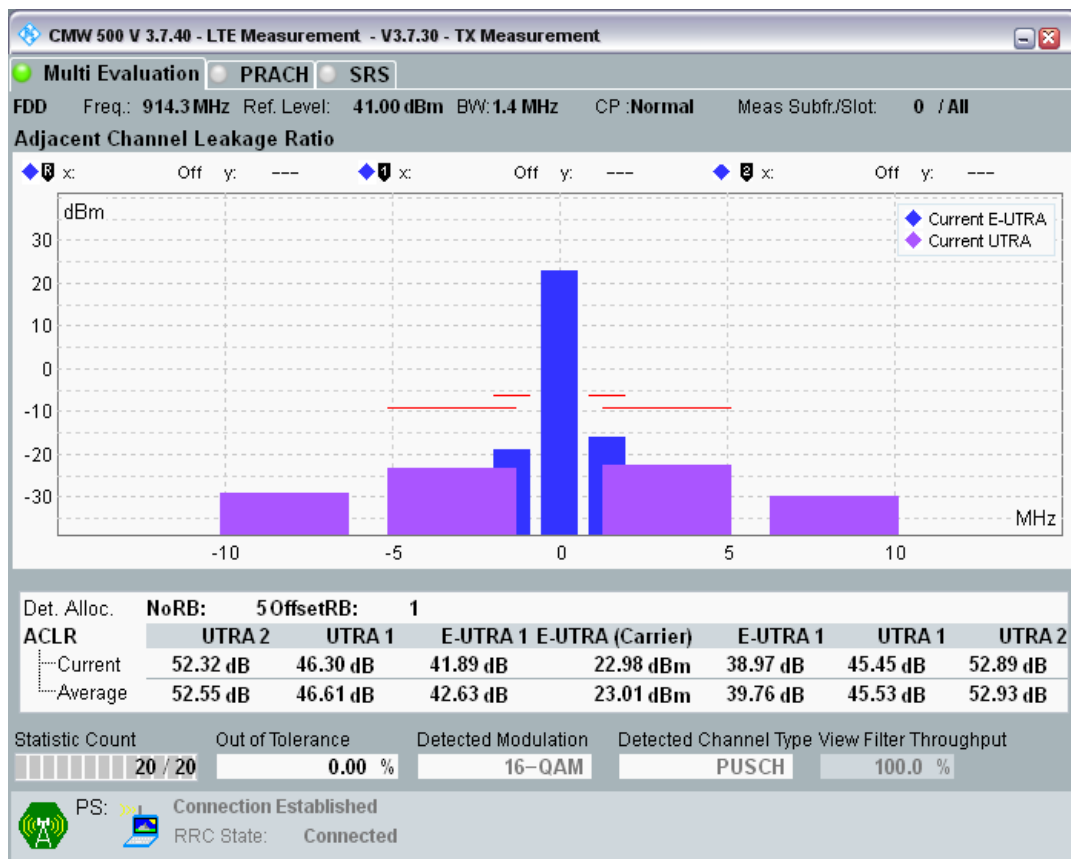 CMW 500 V 3.7.40 - LTE Measurement - V3.7.30 - TX Measurement
Multi Evaluation PRACH SRS
FDD Freq.: 914.3 MHz Ref. Level: 41.00 dBm BW: 1.4 MHz CP :Normal Meas Subfr./Slot: 0 / All
Adjacent Channel Leakage Ratio
R x: Off y: --- 1 x: Off y: --- 2 x: Off y: ---
dBm
Current E-UTRA
Current UTRA
30
20
10
0
-10
-20
-30
MHz
-10 -5 0 5 10
Det. Alloc. NoRB: 5 OffsetRB: 1
ACLR UTRA 2 UTRA 1 E-UTRA 1 E-UTRA (Carrier) E-UTRA 1 UTRA 1 UTRA 2
Current 52.32 dB 46.30 dB 41.89 dB 22.98 dBm 38.97 dB 45.45 dB 52.89 dB
Average 52.55 dB 46.61 dB 42.63 dB 23.01 dBm 39.76 dB 45.53 dB 52.93 dB
Statistic Count Out of Tolerance Detected Modulation Detected Channel Type View Filter Throughput
20 / 20 0.00 % 16-QAM PUSCH 100.0 %
PS: Connection Established
RRC State: Connected